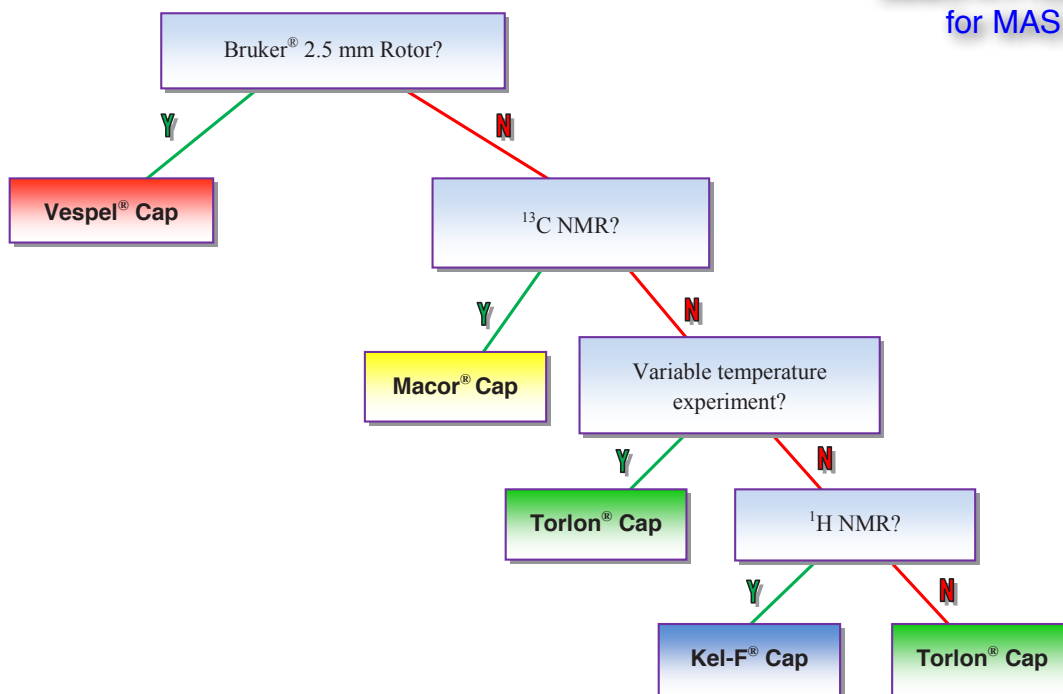 for MAS
Bruker® 2.5 mm Rotor?
Y
N
Vespel® Cap
¹³C NMR?
Y
N
Macor® Cap
Variable temperature
experiment?
Y
N
Torlon® Cap
¹H NMR?
Y
N
Kel-F® Cap
Torlon® Cap